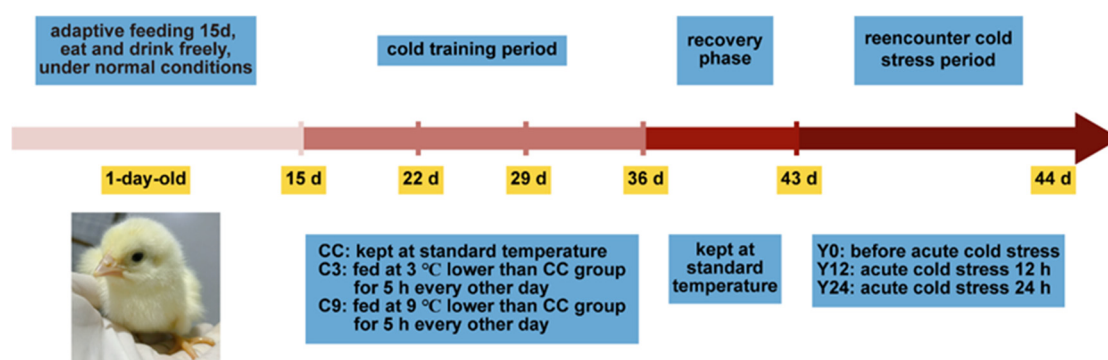 adaptive feeding 15d,
eat and drink freely,
under normal conditions
cold training period
recovery
phase
reencounter cold
stress period
1-day-old
15 d
22 d
29 d
36 d
43 d
44 d
CC: kept at standard temperature
C3: fed at 3 ℃ lower than CC group
for 5 h every other day
C9: fed at 9 ℃ lower than CC group
for 5 h every other day
kept at
standard
temperature
Y0: before acute cold stress
Y12: acute cold stress 12 h
Y24: acute cold stress 24 h